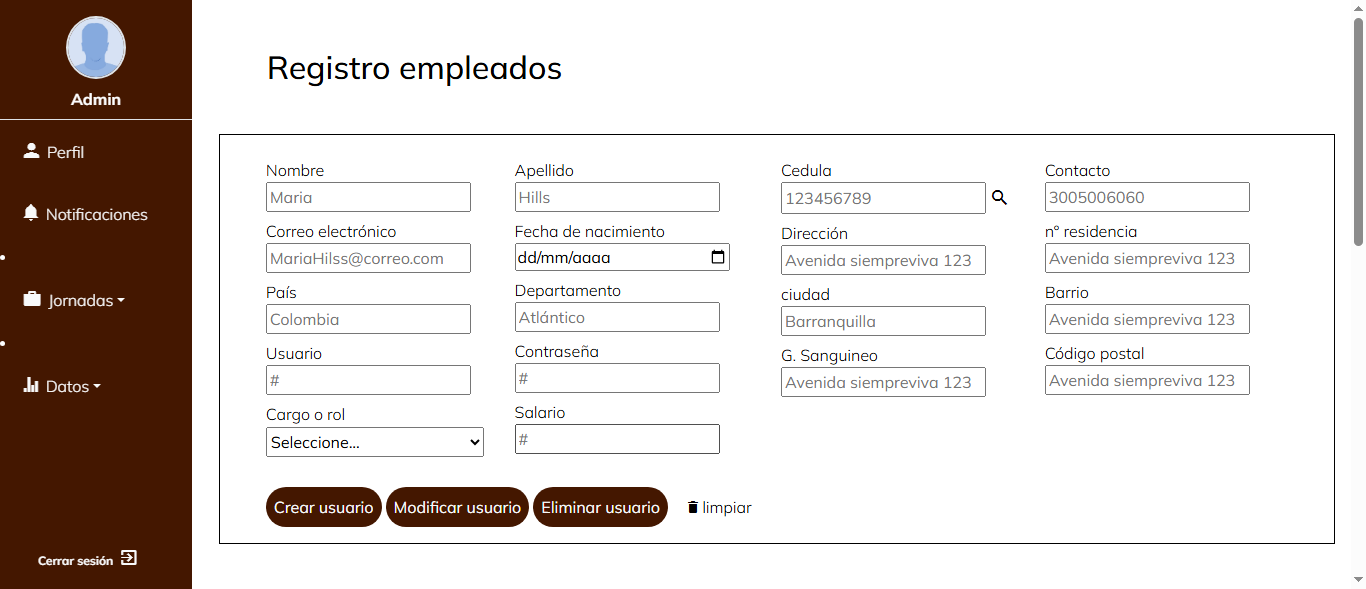 Admin
Perfil
Notificaciones
Jornadas
Datos
Cerrar sesión
Registro empleados
Nombre Apellido Cedula Contacto
Maria Hills 123456789 3005006060
Correo electrónico Fecha de nacimiento Dirección n° residencia
MariaHilss@correo.com dd/mm/aaaa Avenida siempreviva 123 Avenida siempreviva 123
País Departamento ciudad Barrio
Colombia Atlántico Barranquilla Avenida siempreviva 123
Usuario Contraseña G. Sanguineo Código postal
# # Avenida siempreviva 123 Avenida siempreviva 123
Cargo o rol Salario
Seleccione... #
Crear usuario Modificar usuario Eliminar usuario limpiar